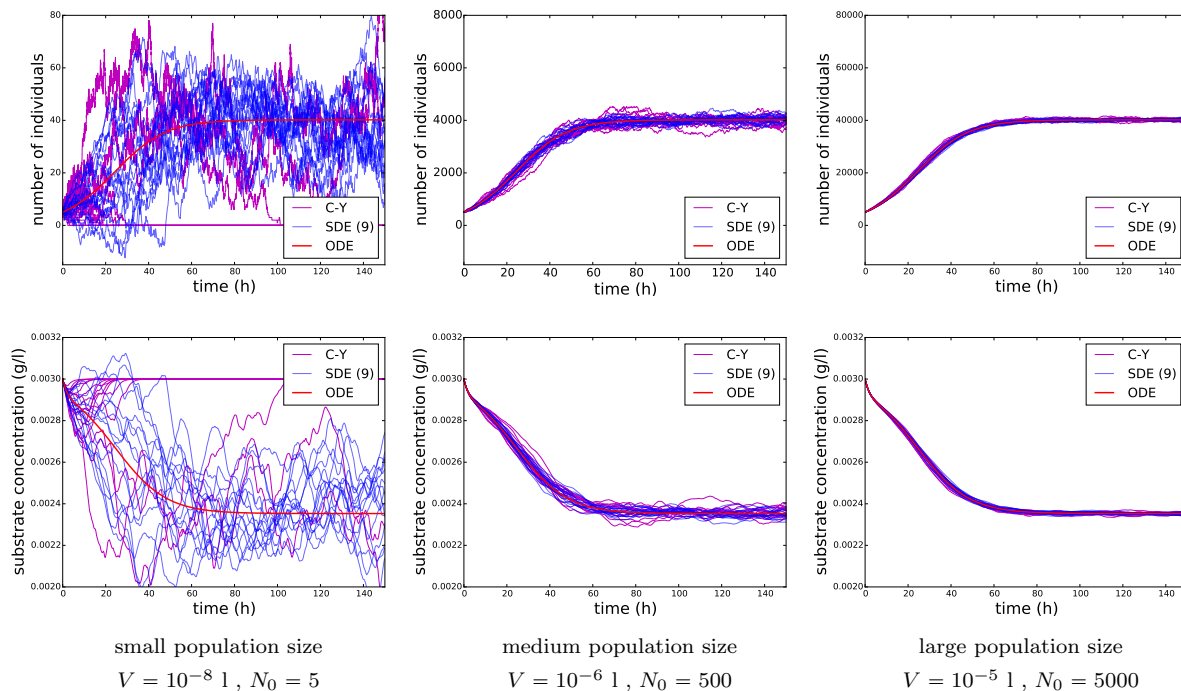 80
60
40
20
0
number of individuals
0 20 40 60 80 100 120 140
time (h)
C-Y
SDE (9)
ODE
8000
6000
4000
2000
0
number of individuals
0 20 40 60 80 100 120 140
time (h)
C-Y
SDE (9)
ODE
80000
60000
40000
20000
0
number of individuals
0 20 40 60 80 100 120 140
time (h)
C-Y
SDE (9)
ODE
0.0032
0.0030
0.0028
0.0026
0.0024
0.0022
0.0020
substrate concentration (g/l)
0 20 40 60 80 100 120 140
time (h)
C-Y
SDE (9)
ODE
0.0032
0.0030
0.0028
0.0026
0.0024
0.0022
0.0020
substrate concentration (g/l)
0 20 40 60 80 100 120 140
time (h)
C-Y
SDE (9)
ODE
0.0032
0.0030
0.0028
0.0026
0.0024
0.0022
0.0020
substrate concentration (g/l)
0 20 40 60 80 100 120 140
time (h)
C-Y
SDE (9)
ODE
small population size
V = 10⁻⁸ l , N₀ = 5
medium population size
V = 10⁻⁶ l , N₀ = 500
large population size
V = 10⁻⁵ l , N₀ = 5000